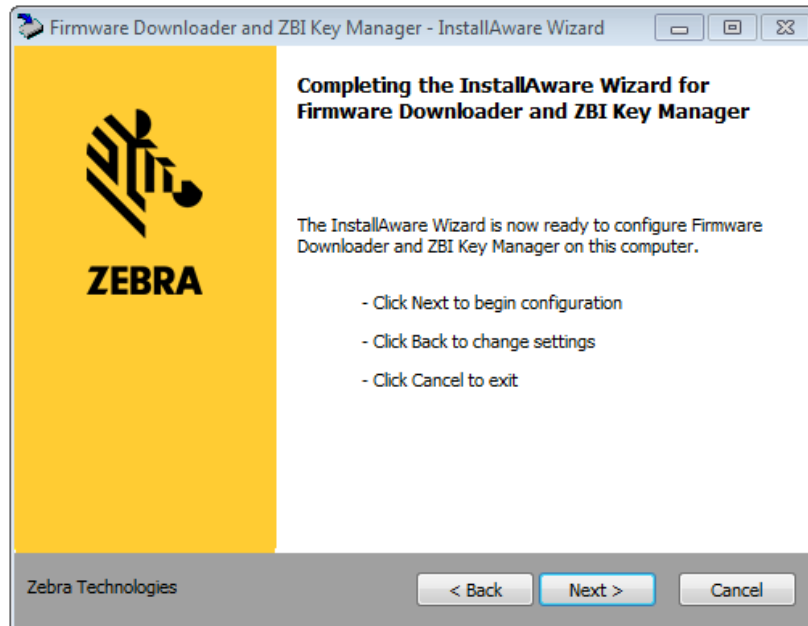 Firmware Downloader and ZBI Key Manager - InstallAware Wizard
Completing the InstallAware Wizard for
Firmware Downloader and ZBI Key Manager
ZEBRA
The InstallAware Wizard is now ready to configure Firmware
Downloader and ZBI Key Manager on this computer.
- Click Next to begin configuration
- Click Back to change settings
- Click Cancel to exit
Zebra Technologies
< Back
Next >
Cancel